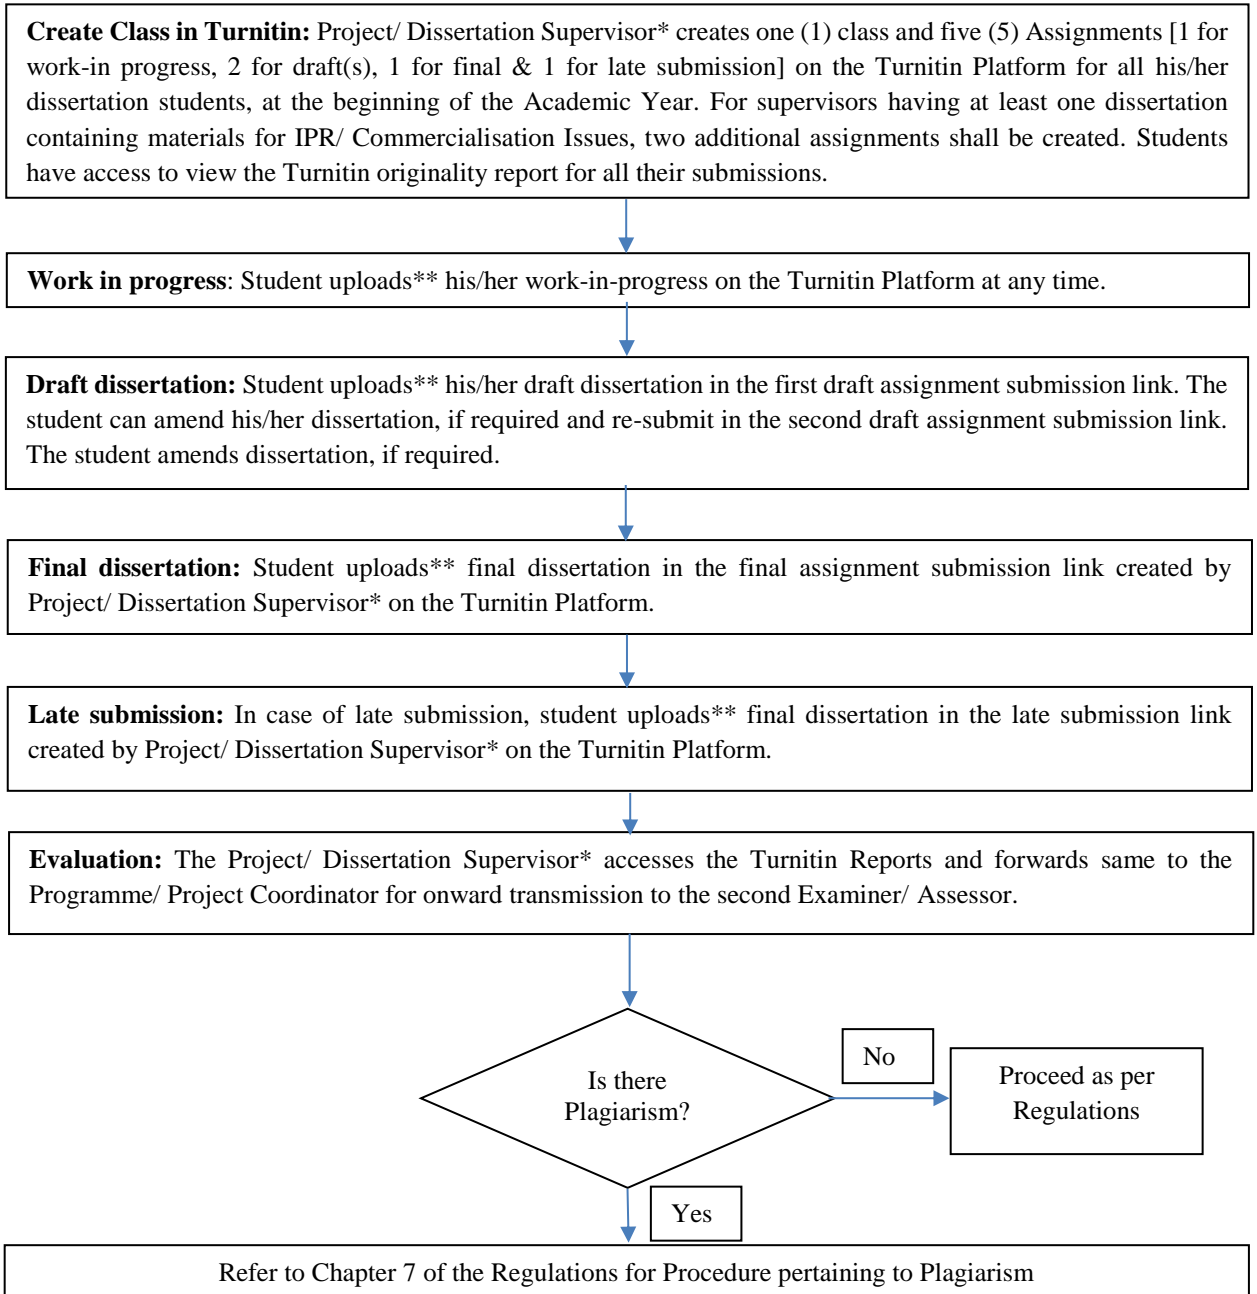 Create Class in Turnitin: Project/ Dissertation Supervisor* creates one (1) class and five (5) Assignments [1 for
work-in progress, 2 for draft(s), 1 for final & 1 for late submission] on the Turnitin Platform for all his/her
dissertation students, at the beginning of the Academic Year. For supervisors having at least one dissertation
containing materials for IPR/ Commercialisation Issues, two additional assignments shall be created. Students
have access to view the Turnitin originality report for all their submissions.
Work in progress: Student uploads** his/her work-in-progress on the Turnitin Platform at any time.
Draft dissertation: Student uploads** his/her draft dissertation in the first draft assignment submission link. The
student can amend his/her dissertation, if required and re-submit in the second draft assignment submission link.
The student amends dissertation, if required.
Final dissertation: Student uploads** final dissertation in the final assignment submission link created by
Project/ Dissertation Supervisor* on the Turnitin Platform.
Late submission: In case of late submission, student uploads** final dissertation in the late submission link
created by Project/ Dissertation Supervisor* on the Turnitin Platform.
Evaluation: The Project/ Dissertation Supervisor* accesses the Turnitin Reports and forwards same to the
Programme/ Project Coordinator for onward transmission to the second Examiner/ Assessor.
Is there
Plagiarism?
No
Proceed as per
Regulations
Yes
Refer to Chapter 7 of the Regulations for Procedure pertaining to Plagiarism